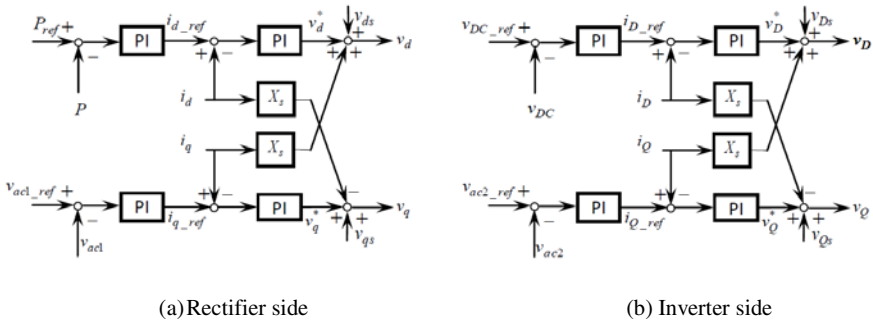 P_ref + − P PI i_d_ref + − PI v_d^* v_ds + + + v_d
i_d X_s
i_q X_s
v_ac1_ref + − v_ac1 PI i_q_ref + − PI v_q^* − + + v_qs v_q
(a) Rectifier side
v_DC_ref + − v_DC PI i_D_ref + − PI v_D^* v_Ds + + + v_D
i_D X_s
i_Q X_s
v_ac2_ref + − v_ac2 PI i_Q_ref + − PI v_Q^* − + + v_Qs v_Q
(b) Inverter side